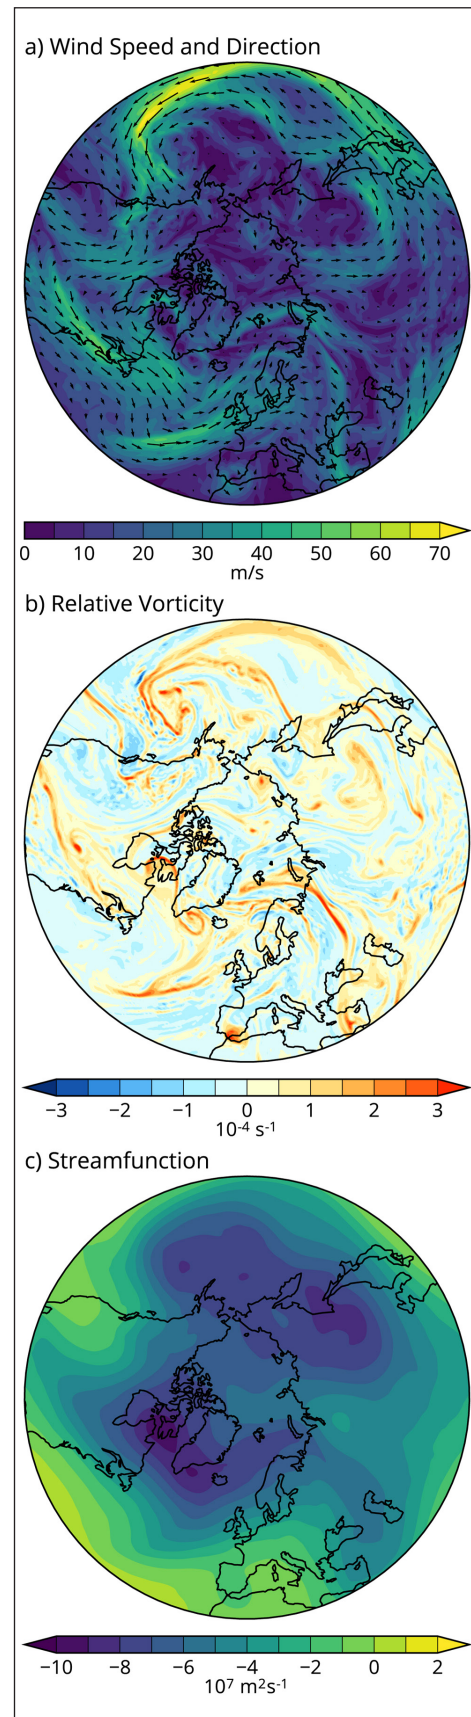 a) Wind Speed and Direction
0 10 20 30 40 50 60 70
m/s
b) Relative Vorticity
−3 −2 −1 0 1 2 3
10⁻⁴ s⁻¹
c) Streamfunction
−10 −8 −6 −4 −2 0 2
10⁷ m²s⁻¹